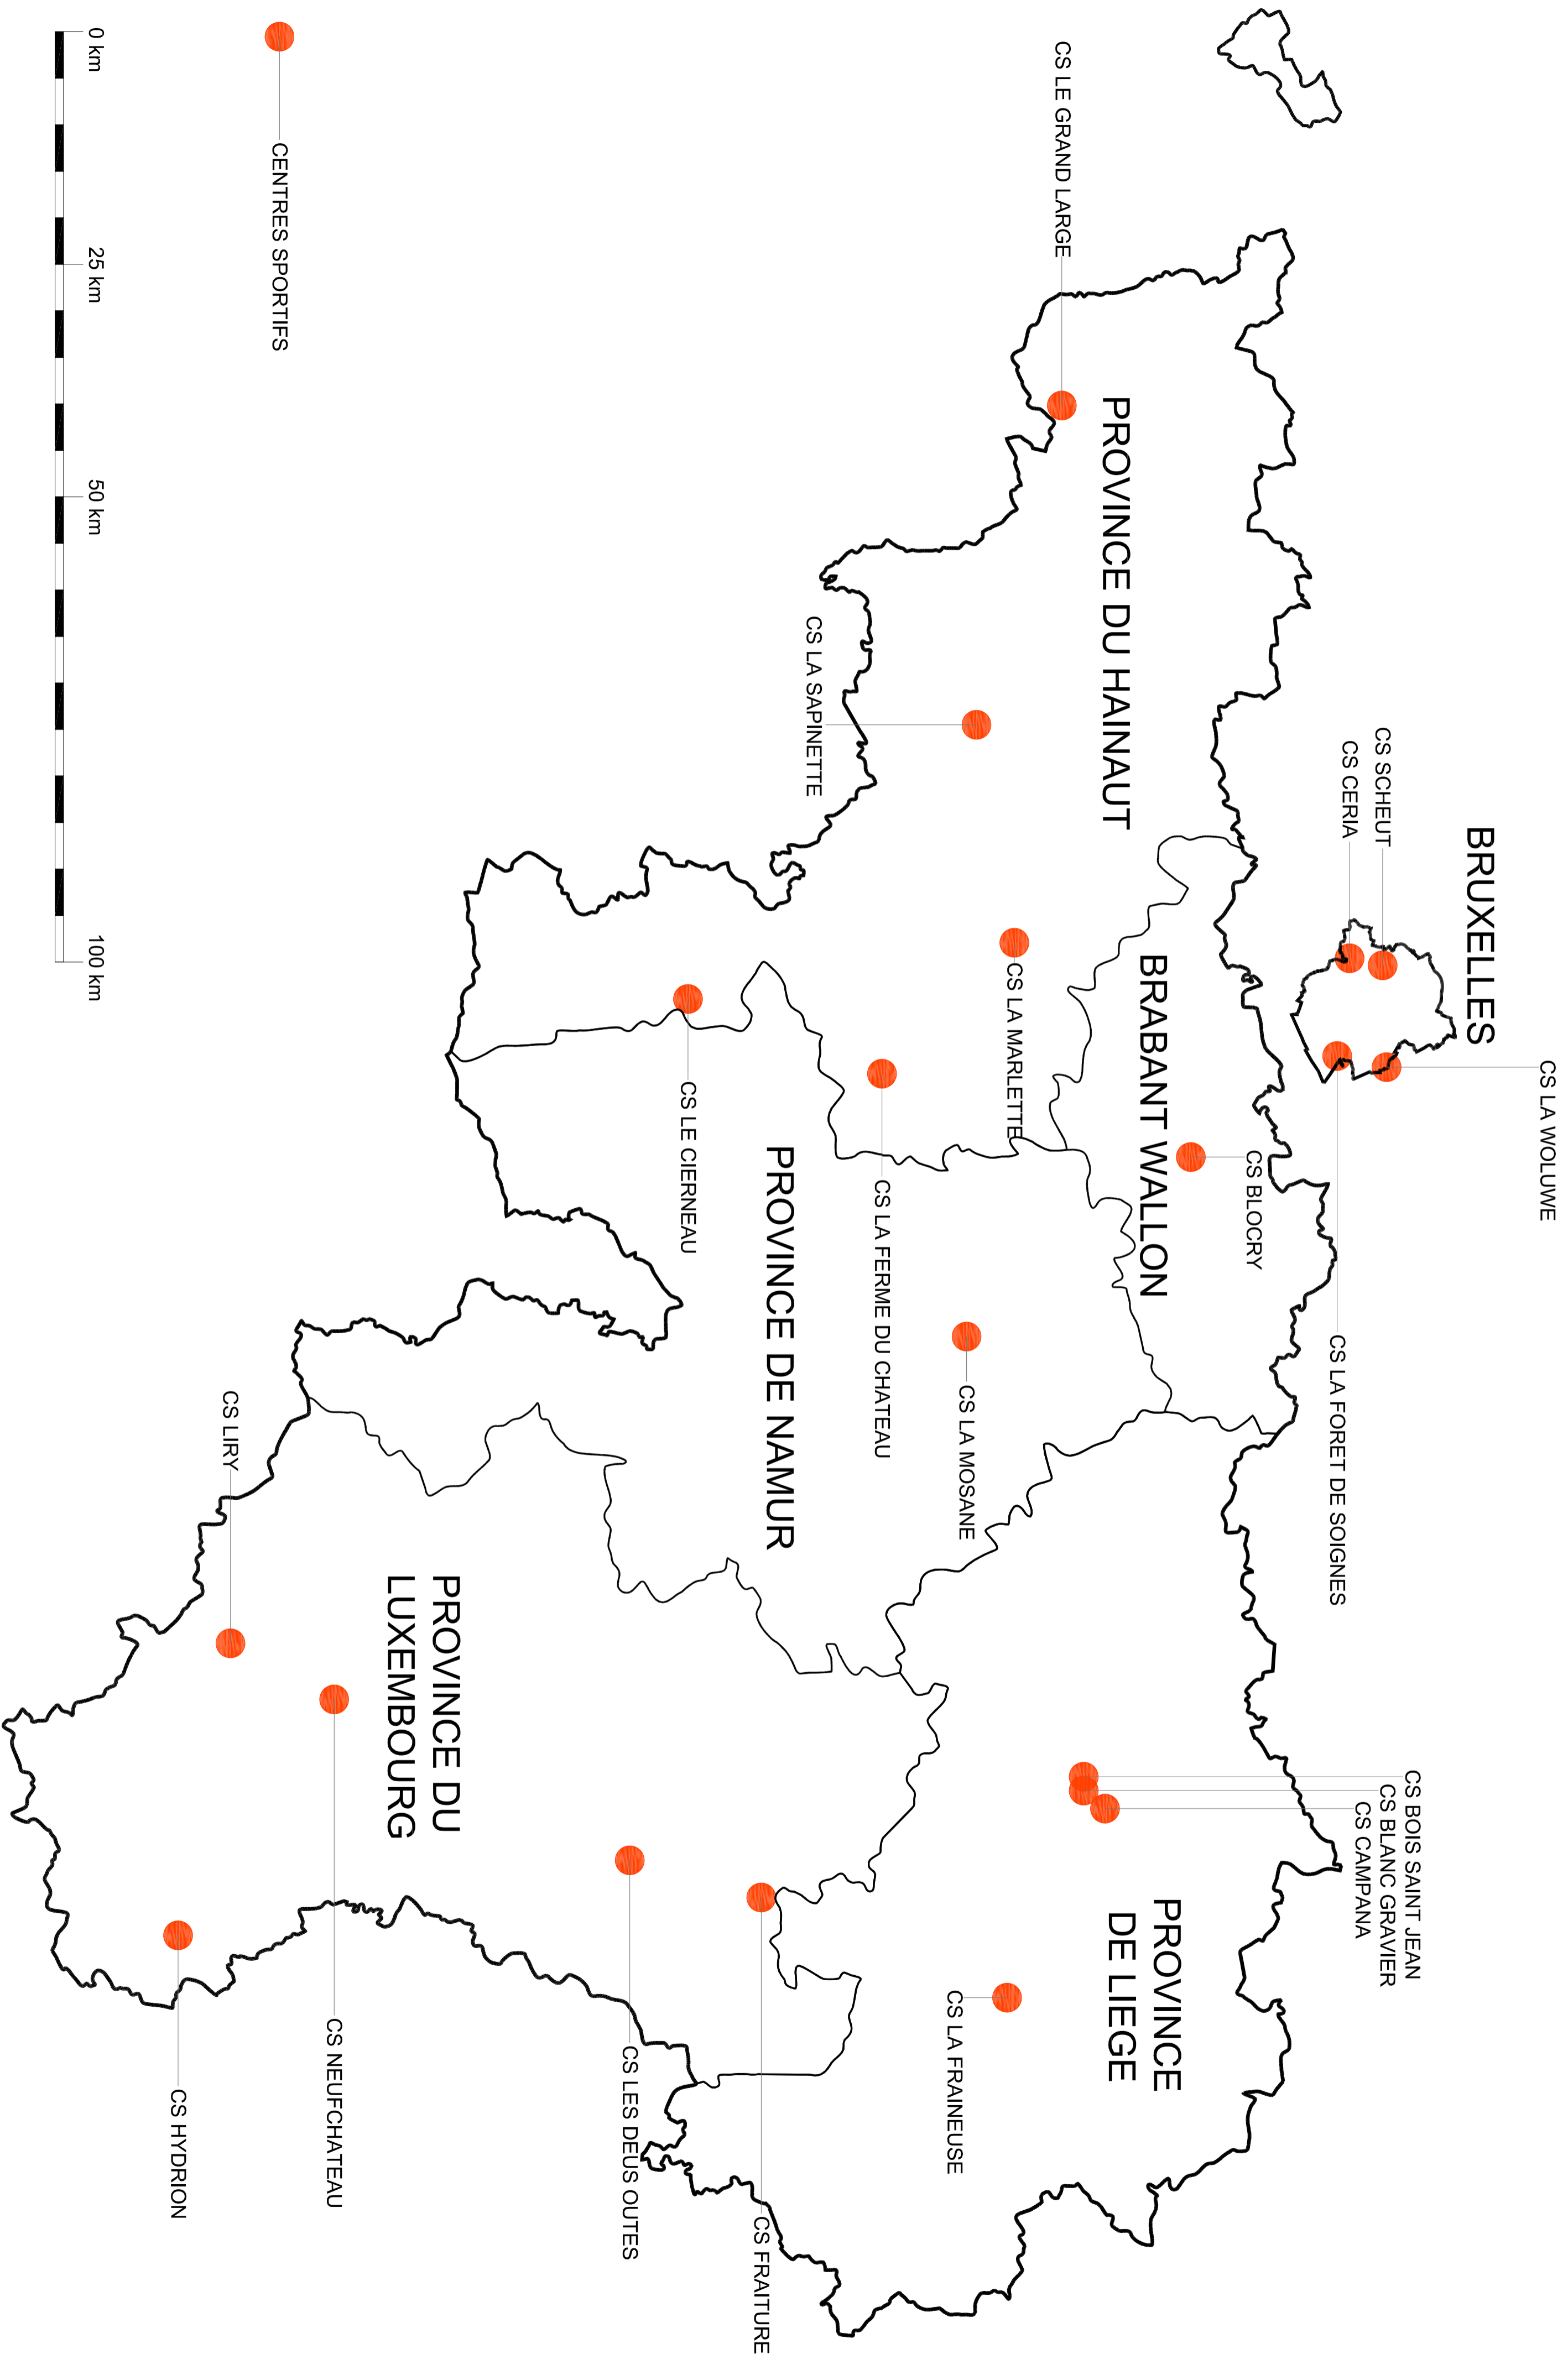 BRUXELLES
CS LA WOLUWE
CS SCHEUT
CS CERIA
CS LA FORET DE SOIGNES
CS BOIS SAINT JEAN
CS BLANC GRAVIER
CS CAMPANA
CS BLOCRY
BRABANT WALLON
PROVINCE
DE LIEGE
PROVINCE DU HAINAUT
CS LE GRAND LARGE
CS LA MARLETTE
CS LA MOSANE
CS LA FRAINEUSE
CS LA FERME DU CHATEAU
CS LA SAPINETTE
PROVINCE DE NAMUR
CS FRAITURE
CS LE CIERNEAU
CS LES DEUS OUTES
PROVINCE DU
LUXEMBOURG
CS NEUFCHATEAU
CENTRES SPORTIFS
CS LIRY
CS HYDRION
0 km
25 km
50 km
100 km